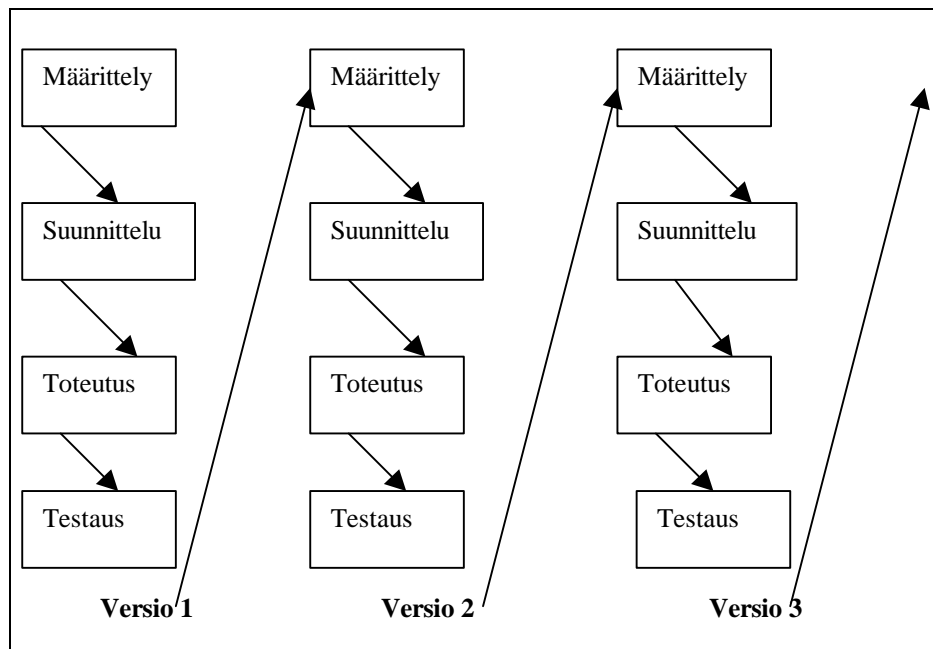 Määrittely
Suunnittelu
Toteutus
Testaus
Versio 1
Määrittely
Suunnittelu
Toteutus
Testaus
Versio 2
Määrittely
Suunnittelu
Toteutus
Testaus
Versio 3